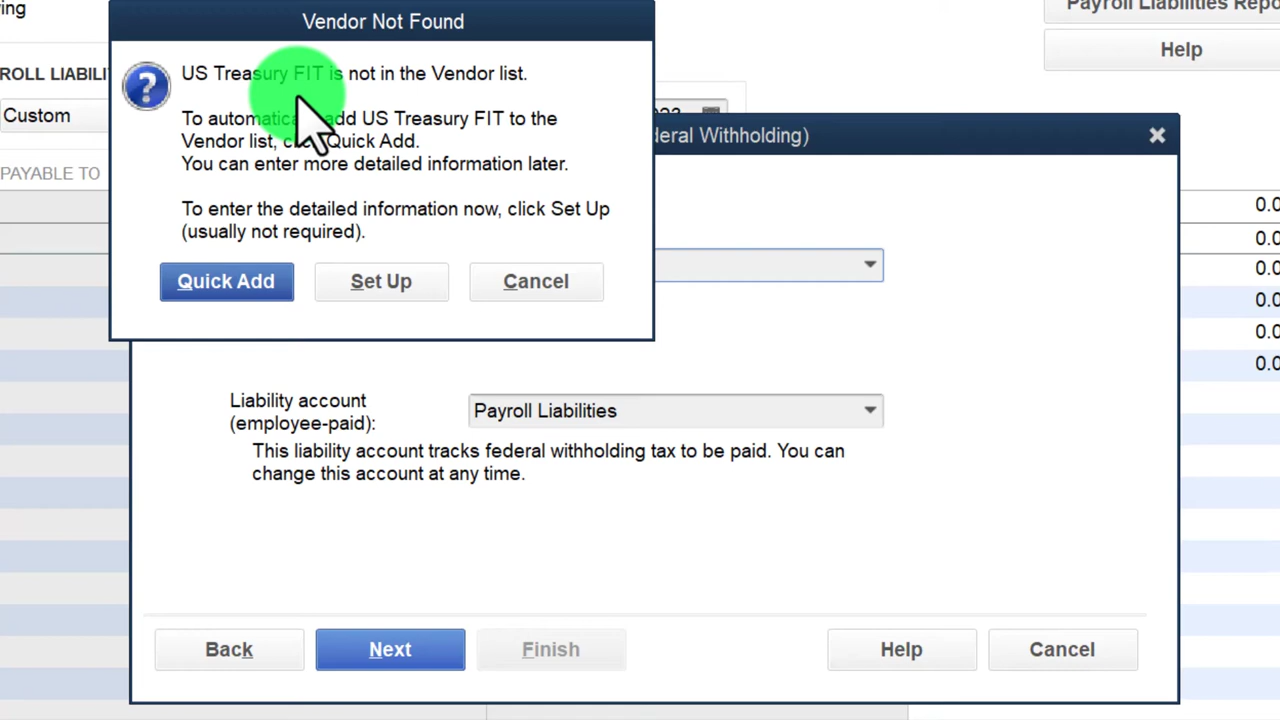 Vendor Not Found
Payroll Liabilities Repo
ing
US Treasury FIT is not in the Vendor list.
Help
ROLL LIABILI
To automatica add US Treasury FIT to the
Custom
Vendor list, clic Quick Add.
deral Withholding)
You can enter more detailed information later.
PAYABLE TO
To enter the detailed information now, click Set Up
0.0
(usually not required).
0.0
Quick Add
Set Up
Cancel
0.0
0.0
0.0
0.0
Liability account
(employee-paid):
Payroll Liabilities
This liability account tracks federal withholding tax to be paid. You can
change this account at any time.
Back
Next
Finish
Help
Cancel